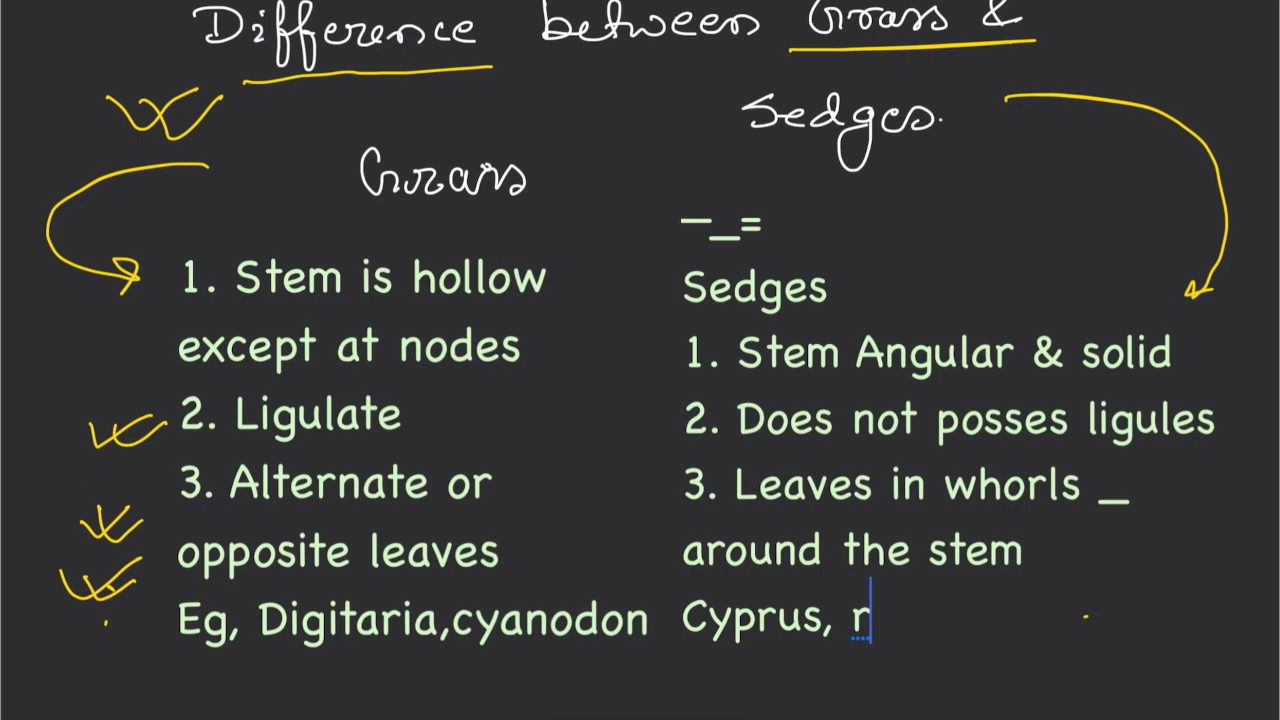 Difference between Grass &
Sedges.
Grass
1. Stem is hollow
except at nodes
2. Ligulate
3. Alternate or
opposite leaves
Eg, Digitaria,cyanodon
—_=
Sedges
1. Stem Angular & solid
2. Does not posses ligules
3. Leaves in whorls _
around the stem
Cyprus, r